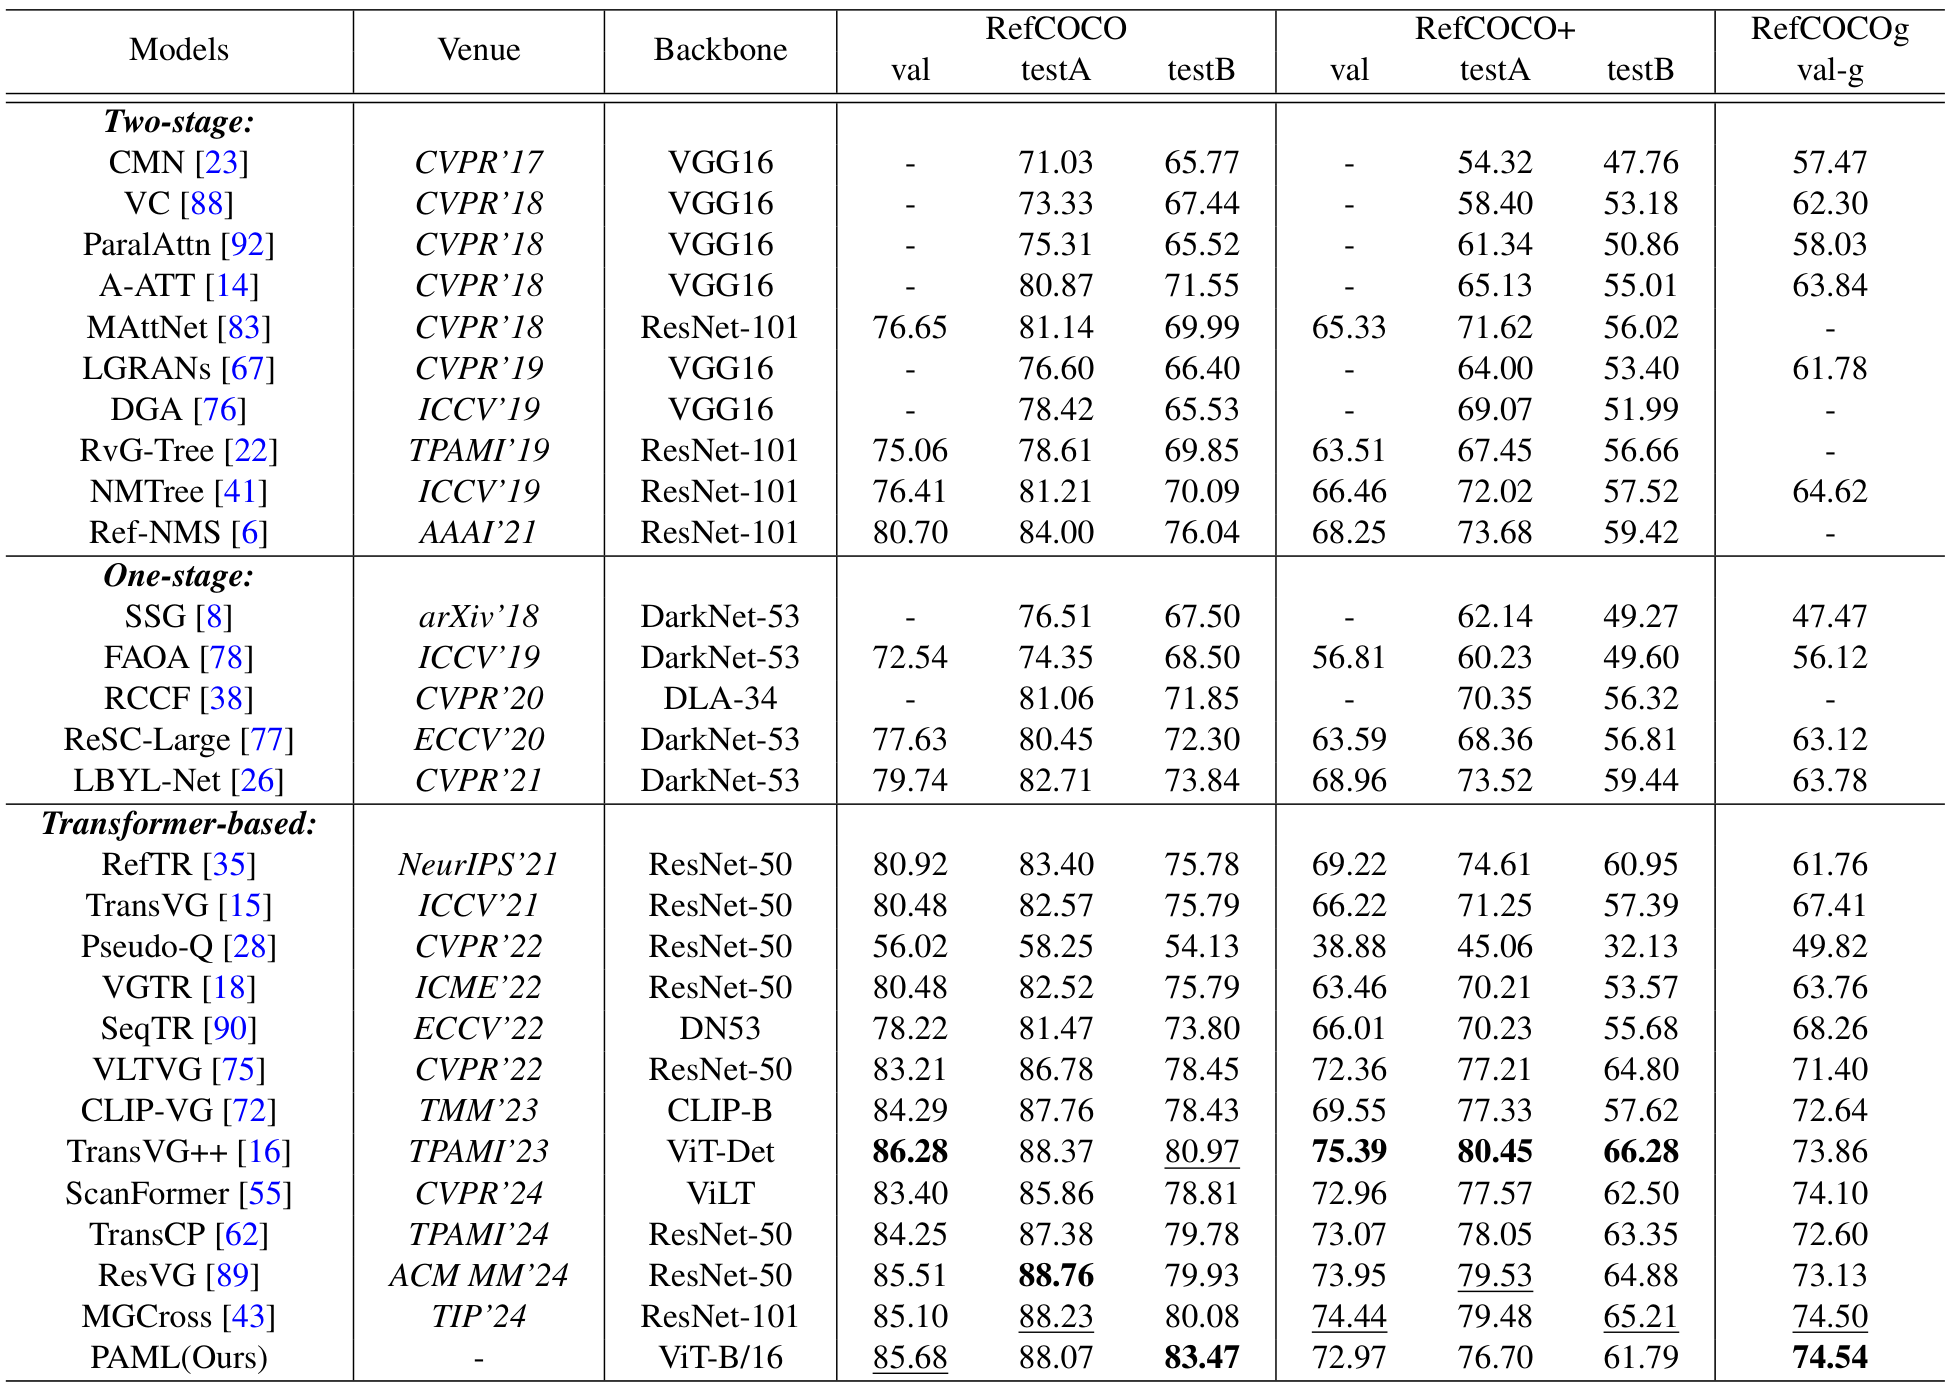 Models Venue Backbone RefCOCO RefCOCO+ RefCOCOg
val testA testB val testA testB val-g
Two-stage:
CMN [23] CVPR’17 VGG16 - 71.03 65.77 - 54.32 47.76 57.47
VC [88] CVPR’18 VGG16 - 73.33 67.44 - 58.40 53.18 62.30
ParalAttn [92] CVPR’18 VGG16 - 75.31 65.52 - 61.34 50.86 58.03
A-ATT [14] CVPR’18 VGG16 - 80.87 71.55 - 65.13 55.01 63.84
MAttNet [83] CVPR’18 ResNet-101 76.65 81.14 69.99 65.33 71.62 56.02 -
LGRANs [67] CVPR’19 VGG16 - 76.60 66.40 - 64.00 53.40 61.78
DGA [76] ICCV’19 VGG16 - 78.42 65.53 - 69.07 51.99 -
RvG-Tree [22] TPAMI’19 ResNet-101 75.06 78.61 69.85 63.51 67.45 56.66 -
NMTree [41] ICCV’19 ResNet-101 76.41 81.21 70.09 66.46 72.02 57.52 64.62
Ref-NMS [6] AAAI’21 ResNet-101 80.70 84.00 76.04 68.25 73.68 59.42 -
One-stage:
SSG [8] arXiv’18 DarkNet-53 - 76.51 67.50 - 62.14 49.27 47.47
FAOA [78] ICCV’19 DarkNet-53 72.54 74.35 68.50 56.81 60.23 49.60 56.12
RCCF [38] CVPR’20 DLA-34 - 81.06 71.85 - 70.35 56.32 -
ReSC-Large [77] ECCV’20 DarkNet-53 77.63 80.45 72.30 63.59 68.36 56.81 63.12
LBYL-Net [26] CVPR’21 DarkNet-53 79.74 82.71 73.84 68.96 73.52 59.44 63.78
Transformer-based:
RefTR [35] NeurIPS’21 ResNet-50 80.92 83.40 75.78 69.22 74.61 60.95 61.76
TransVG [15] ICCV’21 ResNet-50 80.48 82.57 75.79 66.22 71.25 57.39 67.41
Pseudo-Q [28] CVPR’22 ResNet-50 56.02 58.25 54.13 38.88 45.06 32.13 49.82
VGTR [18] ICME’22 ResNet-50 80.48 82.52 75.79 63.46 70.21 53.57 63.76
SeqTR [90] ECCV’22 DN53 78.22 81.47 73.80 66.01 70.23 55.68 68.26
VLTVG [75] CVPR’22 ResNet-50 83.21 86.78 78.45 72.36 77.21 64.80 71.40
CLIP-VG [72] TMM’23 CLIP-B 84.29 87.76 78.43 69.55 77.33 57.62 72.64
TransVG++ [16] TPAMI’23 ViT-Det 86.28 88.37 80.97 75.39 80.45 66.28 73.86
ScanFormer [55] CVPR’24 ViLT 83.40 85.86 78.81 72.96 77.57 62.50 74.10
TransCP [62] TPAMI’24 ResNet-50 84.25 87.38 79.78 73.07 78.05 63.35 72.60
ResVG [89] ACM MM’24 ResNet-50 85.51 88.76 79.93 73.95 79.53 64.88 73.13
MGCross [43] TIP’24 ResNet-101 85.10 88.23 80.08 74.44 79.48 65.21 74.50
PAML(Ours) - ViT-B/16 85.68 88.07 83.47 72.97 76.70 61.79 74.54